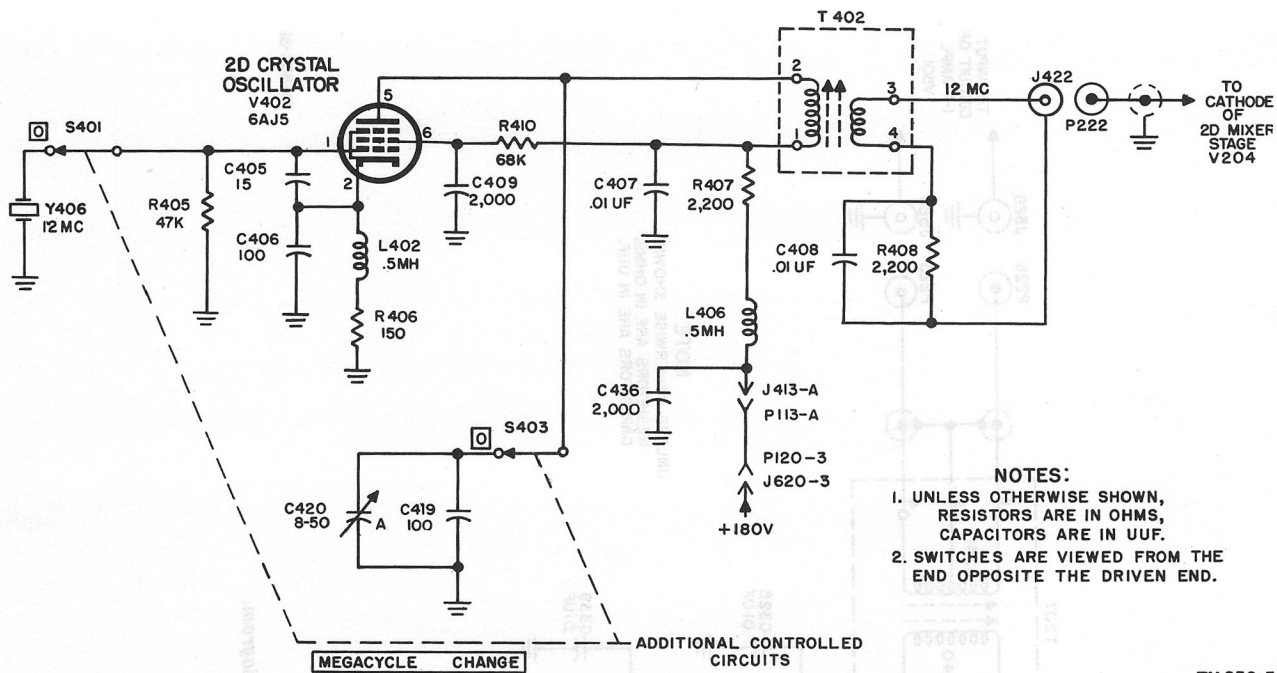 T 402
2D CRYSTAL
OSCILLATOR
V402
6AJ5
5
2
3
12 MC
J422
P222
TO
CATHODE
OF
2D MIXER
STAGE
V204
O
S401
1
6
R410
68K
1
4
C405
15
2
C409
2,000
C407
.01 UF
R407
2,200
Y406
12 MC
R405
47K
C406
100
L402
.5MH
C408
.01 UF
R408
2,200
R406
150
L406
.5MH
C436
2,000
J413-A
P113-A
O
S403
P120-3
J620-3
+180V
C420
8-50
A
C419
100
NOTES:
1. UNLESS OTHERWISE SHOWN,
RESISTORS ARE IN OHMS,
CAPACITORS ARE IN UUF.
2. SWITCHES ARE VIEWED FROM THE
END OPPOSITE THE DRIVEN END.
MEGACYCLE CHANGE
ADDITIONAL CONTROLLED
CIRCUITS